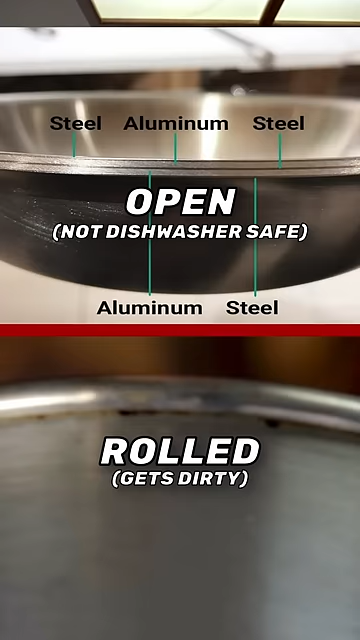 Steel Aluminum Steel
OPEN
(NOT DISHWASHER SAFE)
Aluminum Steel
ROLLED
(GETS DIRTY)